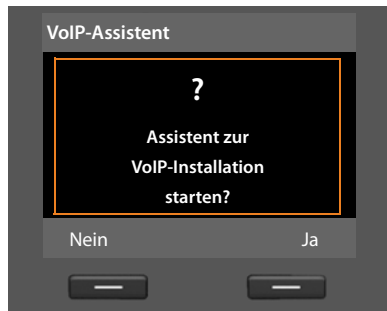 VoIP-Assistent
?
Assistent zur
VoIP-Installation
starten?
Nein Ja